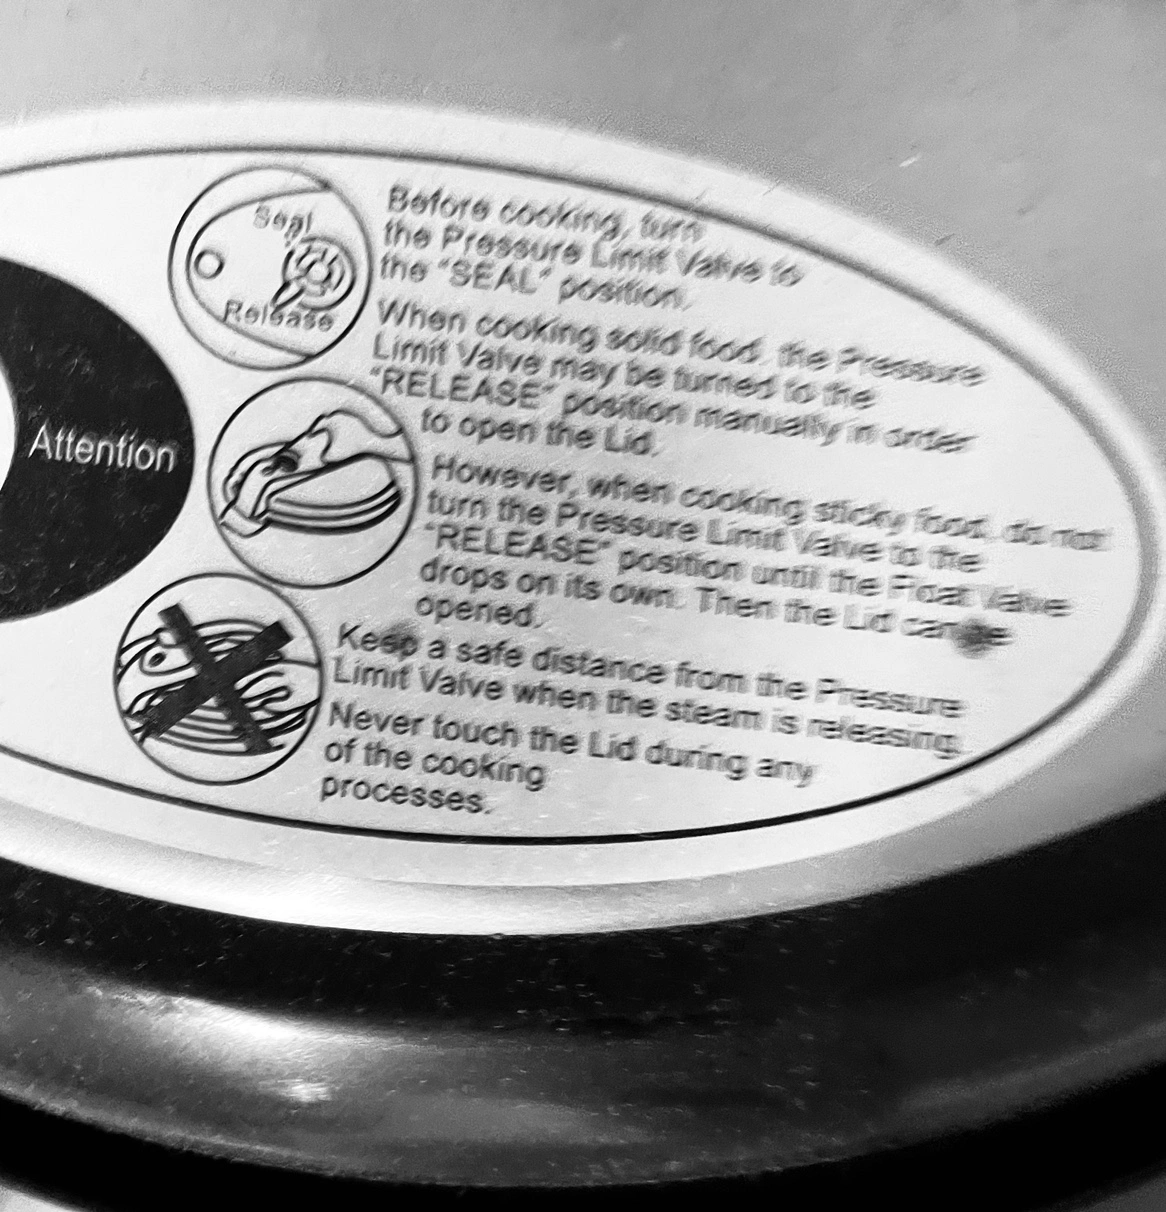 Attention
Seal
Release
Before cooking, turn
the Pressure Limit Valve to
the "SEAL" position.
When cooking solid food, the Pressure
Limit Valve may be turned to the
"RELEASE" position manually in order
to open the Lid.
However, when cooking sticky food, do not
turn the Pressure Limit Valve to the
"RELEASE" position until the Float Valve
drops on its own. Then the Lid can be
opened.
Keep a safe distance from the Pressure
Limit Valve when the steam is releasing.
Never touch the Lid during any
of the cooking
processes.